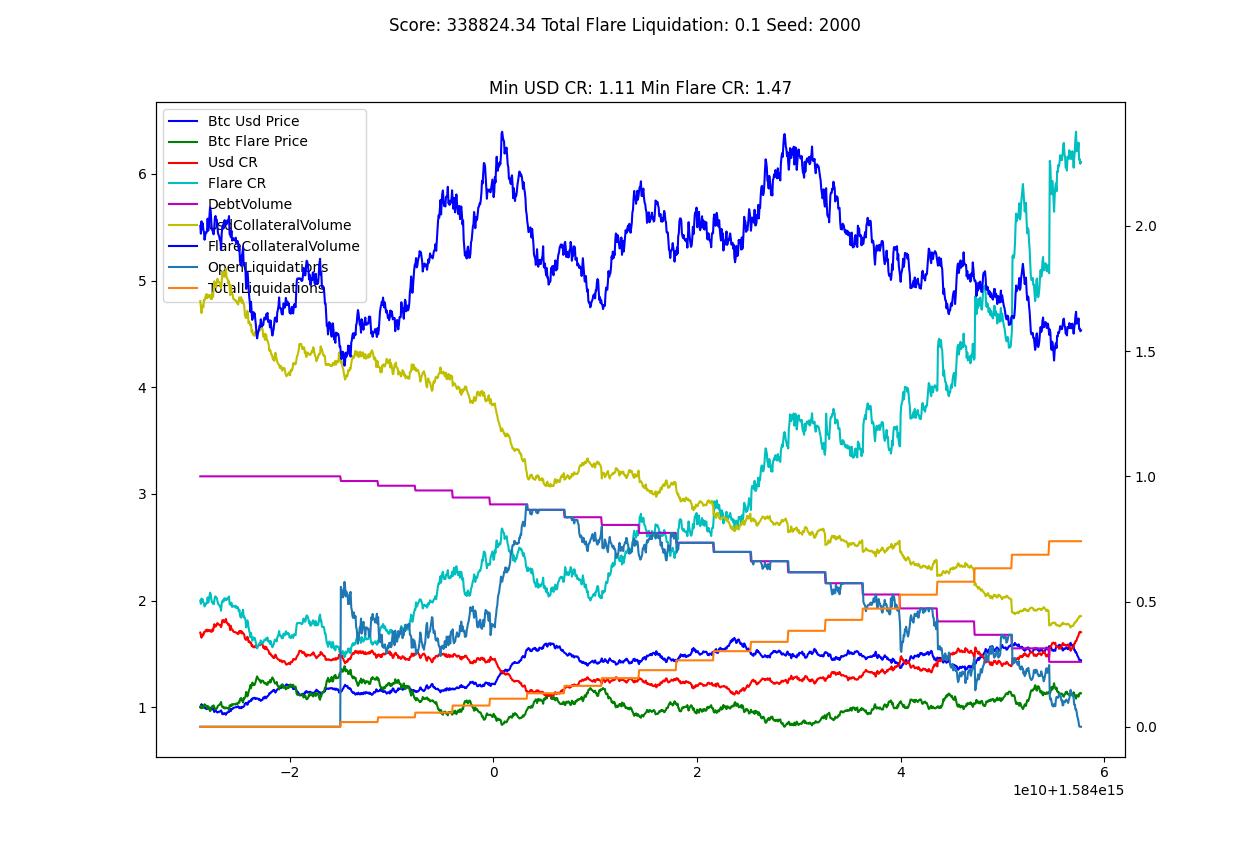 Score: 338824.34 Total Flare Liquidation: 0.1 Seed: 2000
Min USD CR: 1.11 Min Flare CR: 1.47
Btc Usd Price
Btc Flare Price
Usd CR
Flare CR
DebtVolume
UsdCollateralVolume
FlareCollateralVolume
OpenLiquidations
TotalLiquidations
6
5
4
3
2
1
2.0
1.5
1.0
0.5
0.0
−2 0 2 4 6
1e10+1.584e15